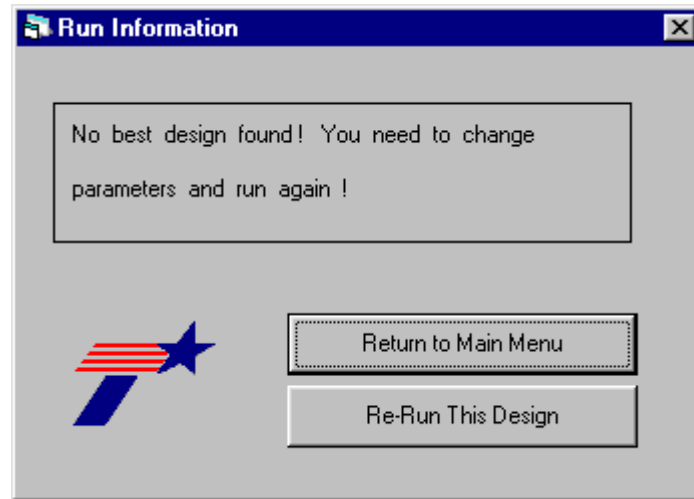 Run Information
No best design found! You need to change
parameters and run again !
Return to Main Menu
Re-Run This Design